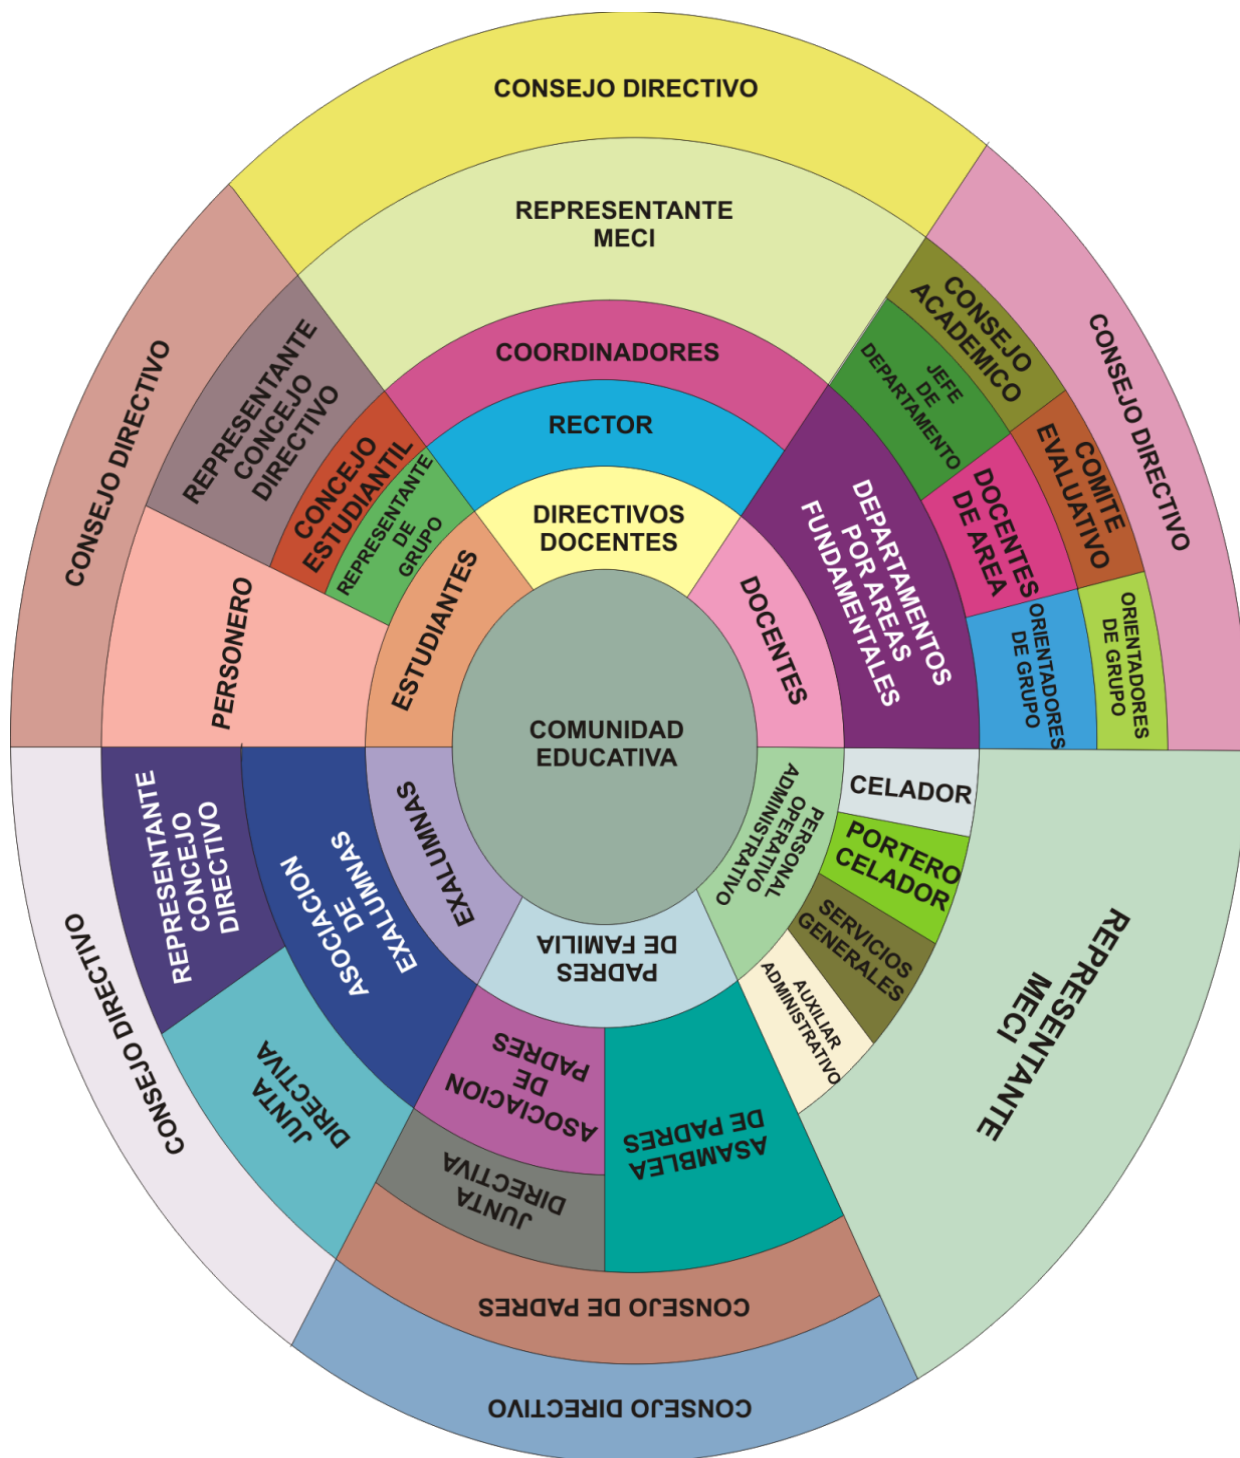 CONSEJO DIRECTIVO
REPRESENTANTE
MECI
COORDINADORES
RECTOR
DIRECTIVOS
DOCENTES
COMUNIDAD
EDUCATIVA
CONSEJO DIRECTIVO
CONSEJO
ACADEMICO
JEFE
DE
DEPARTAMENTO
COMITE
EVALUATIVO
DOCENTES
DE AREA
ORIENTADORES
DE GRUPO
ORIENTADORES
DE GRUPO
DEPARTAMENTOS
POR AREAS
FUNDAMENTALES
DOCENTES
PERSONAL
OPERATIVO
ADMINISTRATIVO
CELADOR
PORTERO
CELADOR
SERVICIOS
GENERALES
AUXILIAR
ADMINISTRATIVO
REPRESENTANTE
MECI
PADRES
DE FAMILIA
ASAMBLEA
DE PADRES
ASOCIACION
DE
PADRES
JUNTA
DIRECTIVA
CONSEJO DE PADRES
CONSEJO DIRECTIVO
EXALUMNAS
ASOCIACION
DE
EXALUMNAS
JUNTA
DIRECTIVA
REPRESENTANTE
CONCEJO
DIRECTIVO
CONSEJO DIRECTIVO
ESTUDIANTES
PERSONERO
REPRESENTANTE
DE
GRUPO
CONCEJO
ESTUDIANTIL
REPRESENTANTE
CONCEJO
DIRECTIVO
CONSEJO DIRECTIVO